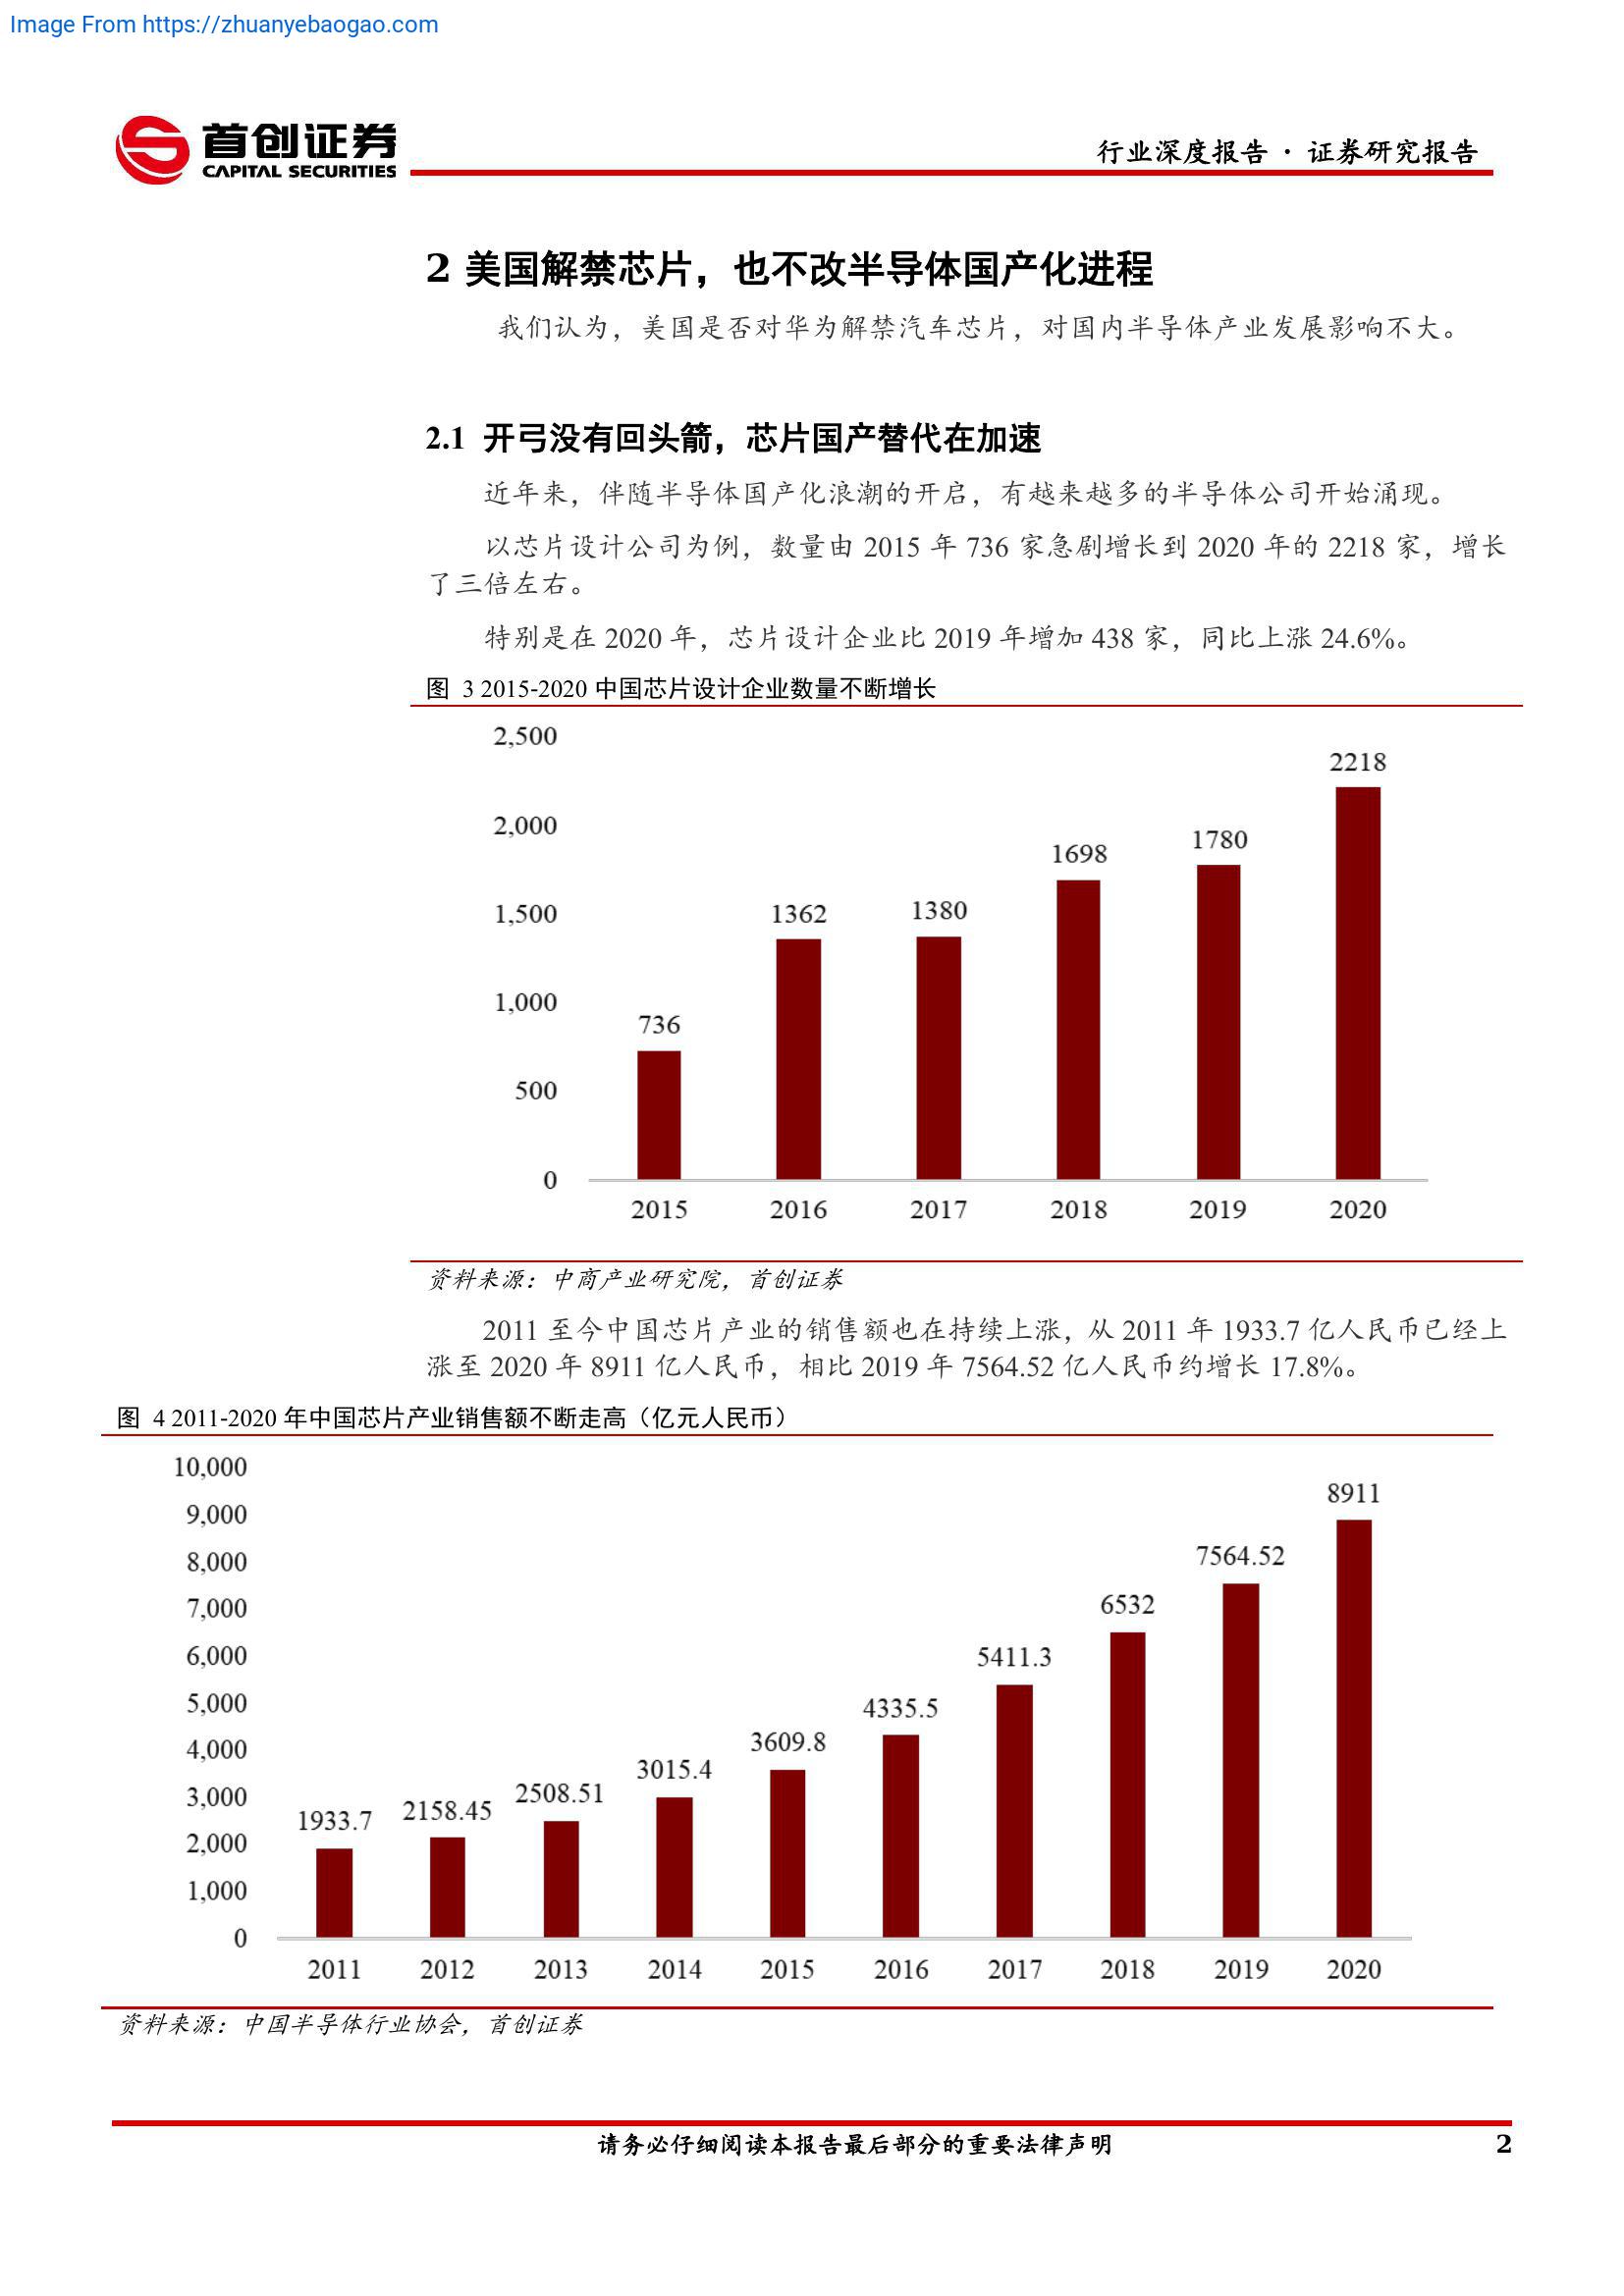 Image From https://zhuanyebaogao.com
首创证券
CAPITAL SECURITIES
行业深度报告 · 证券研究报告
2 美国解禁芯片，也不改半导体国产化进程
我们认为，美国是否对华为解禁汽车芯片，对国内半导体产业发展影响不大。
2.1 开弓没有回头箭，芯片国产替代在加速
近年来，伴随半导体国产化浪潮的开启，有越来越多的半导体公司开始涌现。
以芯片设计公司为例，数量由 2015 年 736 家急剧增长到 2020 年的 2218 家，增长
了三倍左右。
特别是在 2020 年，芯片设计企业比 2019 年增加 438 家，同比上涨 24.6%。
图 3 2015-2020 中国芯片设计企业数量不断增长
2,500
2,000
1,500
1,000
500
0
736
1362
1380
1698
1780
2218
2015
2016
2017
2018
2019
2020
资料来源：中商产业研究院，首创证券
2011 至今中国芯片产业的销售额也在持续上涨，从 2011 年 1933.7 亿人民币已经上
涨至 2020 年 8911 亿人民币，相比 2019 年 7564.52 亿人民币约增长 17.8%。
图 4 2011-2020 年中国芯片产业销售额不断走高（亿元人民币）
10,000
9,000
8,000
7,000
6,000
5,000
4,000
3,000
2,000
1,000
0
1933.7
2158.45
2508.51
3015.4
3609.8
4335.5
5411.3
6532
7564.52
8911
2011
2012
2013
2014
2015
2016
2017
2018
2019
2020
资料来源：中国半导体行业协会，首创证券
请务必仔细阅读本报告最后部分的重要法律声明
2